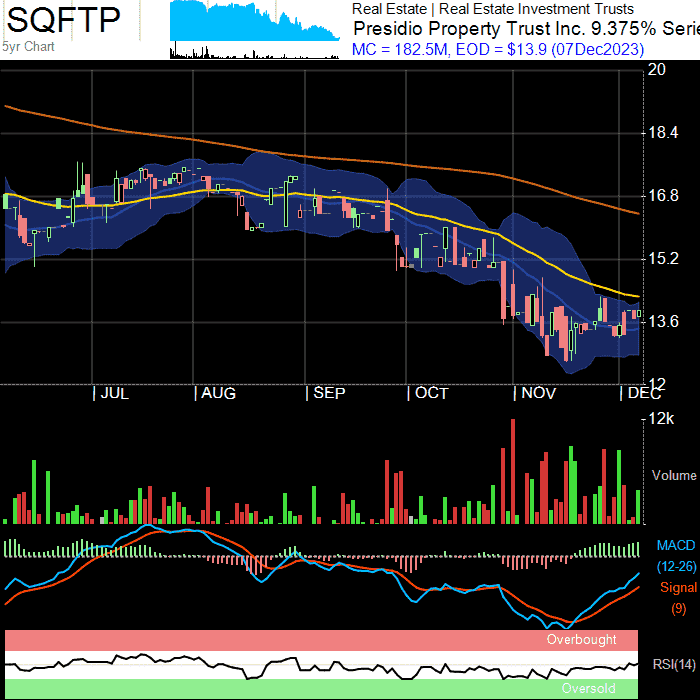 SQFTP
5yr Chart
Real Estate | Real Estate Investment Trusts
Presidio Property Trust Inc. 9.375% Serie
MC = 182.5M, EOD = $13.9 (07Dec2023)
20
18.4
16.8
15.2
13.6
12
| JUL | AUG | SEP | OCT | NOV | DEC
12k
Volume
MACD
(12-26)
Signal
(9)
Overbought
RSI(14)
Oversold